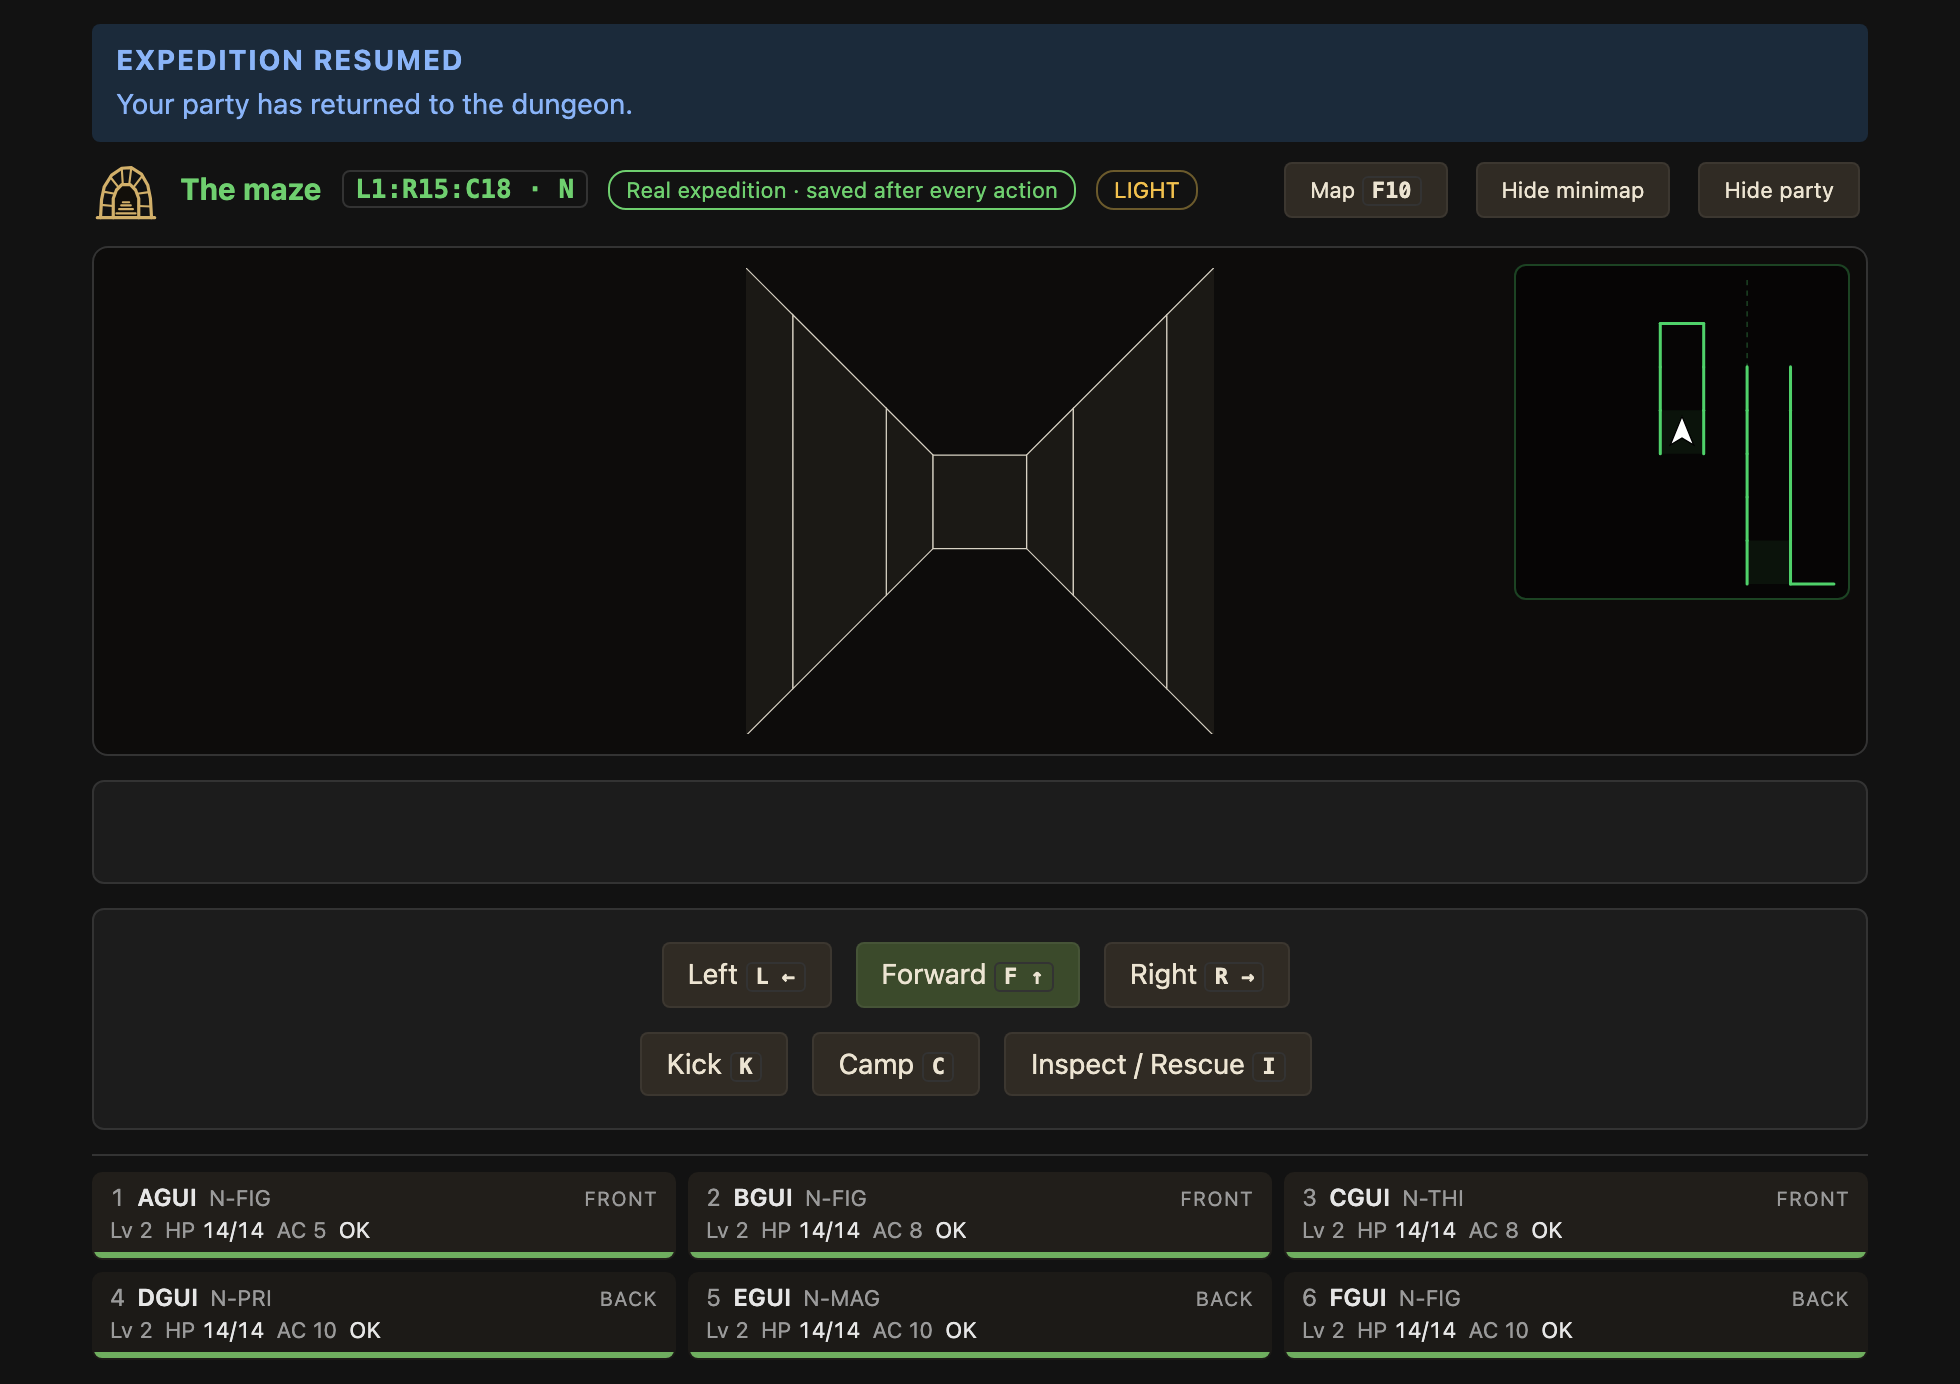 EXPEDITION RESUMED
Your party has returned to the dungeon.
The maze L1:R15:C18 · N Real expedition · saved after every action LIGHT Map F10 Hide minimap Hide party
Left L ← Forward F ↑ Right R →
Kick K Camp C Inspect / Rescue I
1 AGUI N-FIG FRONT
Lv 2 HP 14/14 AC 5 OK
2 BGUI N-FIG FRONT
Lv 2 HP 14/14 AC 8 OK
3 CGUI N-THI FRONT
Lv 2 HP 14/14 AC 8 OK
4 DGUI N-PRI BACK
Lv 2 HP 14/14 AC 10 OK
5 EGUI N-MAG BACK
Lv 2 HP 14/14 AC 10 OK
6 FGUI N-FIG BACK
Lv 2 HP 14/14 AC 10 OK